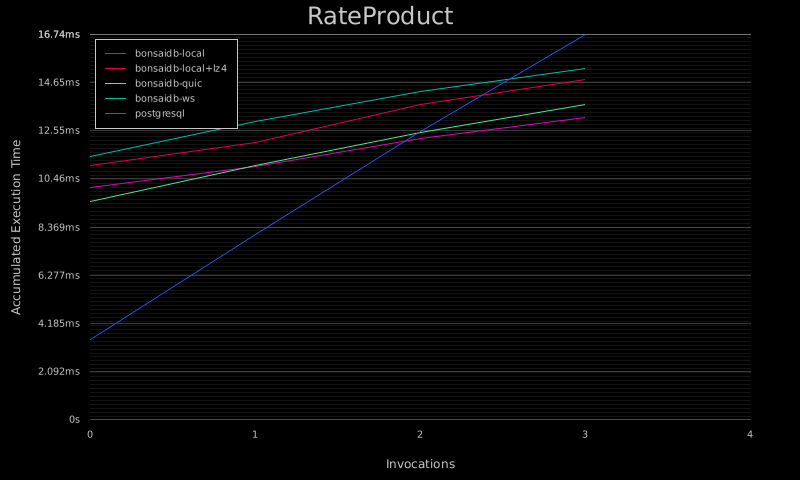 RateProduct
16.74ms
14.65ms
12.55ms
10.46ms
8.369ms
6.277ms
4.185ms
2.092ms
0s
bonsaidb-local
bonsaidb-local+lz4
bonsaidb-quic
bonsaidb-ws
postgresql
Accumulated Execution Time
0 1 2 3 4
Invocations